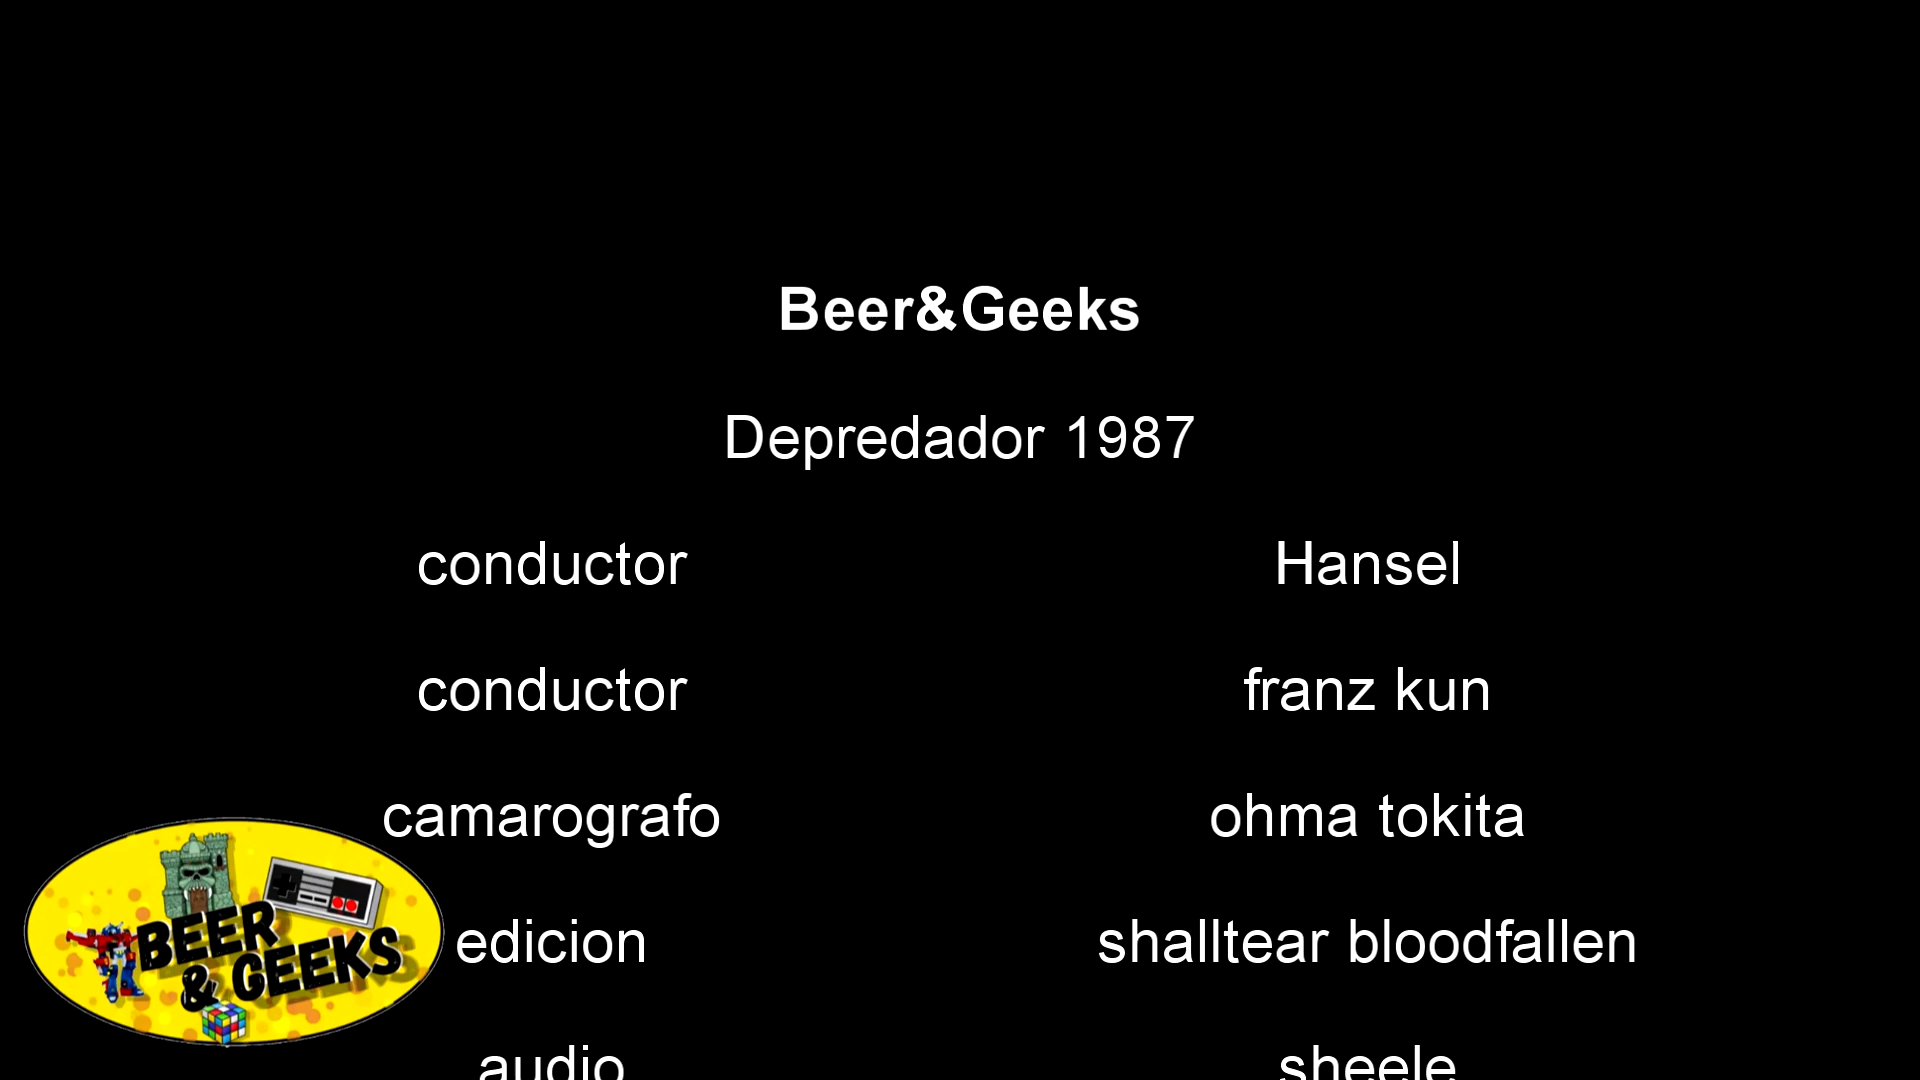 Beer&Geeks
Depredador 1987
conductor Hansel
conductor franz kun
camarografo ohma tokita
edicion shalltear bloodfallen
audio sheele
BEER
& GEEKS